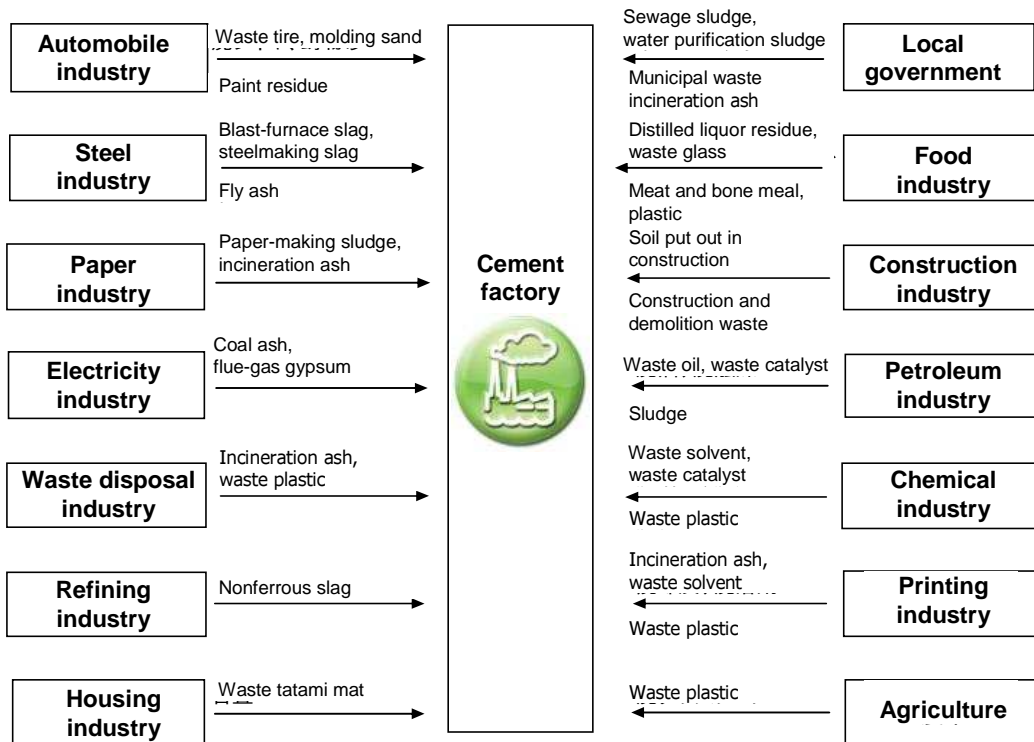 Automobile
industry
Waste tire, molding sand
Paint residue
Steel
industry
Blast-furnace slag,
steelmaking slag
Fly ash
Paper
industry
Paper-making sludge,
incineration ash
Electricity
industry
Coal ash,
flue-gas gypsum
Waste disposal
industry
Incineration ash,
waste plastic
Refining
industry
Nonferrous slag
Housing
industry
Waste tatami mat
Cement
factory
Sewage sludge,
water purification sludge
Municipal waste
incineration ash
Local
government
Distilled liquor residue,
waste glass
Meat and bone meal,
plastic
Food
industry
Soil put out in
construction
Construction and
demolition waste
Construction
industry
Waste oil, waste catalyst
Sludge
Petroleum
industry
Waste solvent,
waste catalyst
Waste plastic
Chemical
industry
Incineration ash,
waste solvent
Waste plastic
Printing
industry
Waste plastic
Agriculture